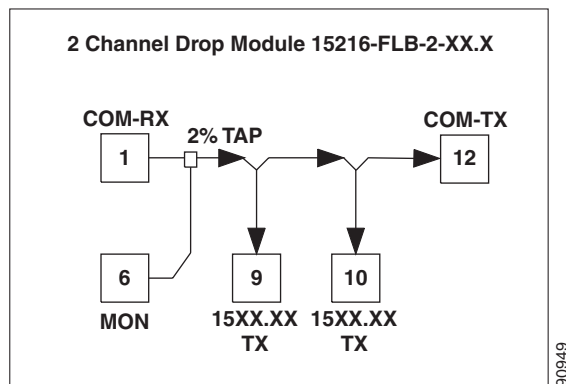 2 Channel Drop Module 15216-FLB-2-XX.X
COM-RX
2% TAP
COM-TX
1
12
6
9
10
MON
15XX.XX
TX
15XX.XX
TX
90949